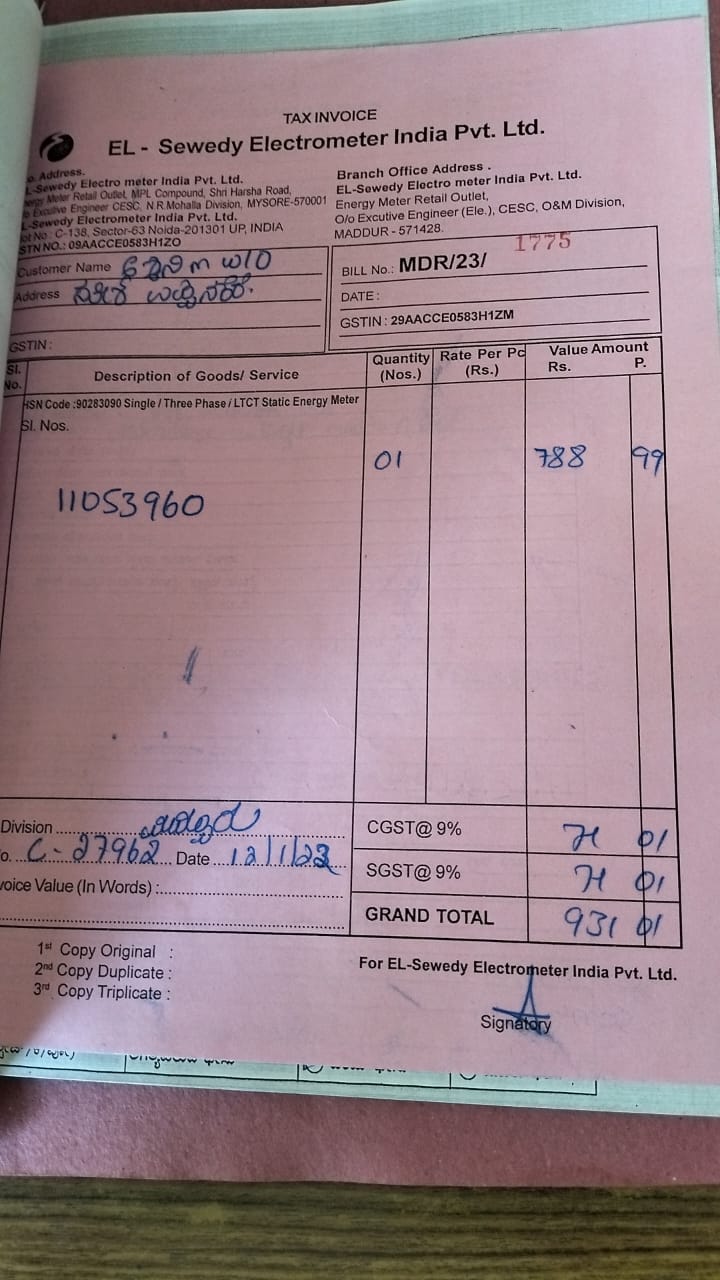 TAX INVOICE
EL - Sewedy Electrometer India Pvt. Ltd.
Address.
L-Sewedy Electro meter India Pvt. Ltd.
Meter Retail Outlet, MPL Compound, Shri Harsha Road,
Excutive Engineer CESC, N.R.Mohalla Division, MYSORE-570001
L-Sewedy Electrometer India Pvt. Ltd.
No : C-138, Sector-63 Noida-201301 UP, INDIA
STN NO.: 09AACCE0583H1ZO
Branch Office Address .
EL-Sewedy Electro meter India Pvt. Ltd.
Energy Meter Retail Outlet,
O/o Excutive Engineer (Ele.), CESC, O&M Division,
MADDUR - 571428.
Customer Name W/O
Address
GSTIN :
BILL No.: MDR/23/ 1775
DATE :
GSTIN : 29AACCE0583H1ZM
Sl. No. Description of Goods/ Service Quantity (Nos.) Rate Per Pc (Rs.) Value Amount Rs. P.
HSN Code :90283090 Single / Three Phase / LTCT Static Energy Meter
Sl. Nos.
01 788 99
11053960
Division
C-27962 Date 12/1/23
Value (In Words) :
CGST@ 9% 71 01
SGST@ 9% 71 01
GRAND TOTAL 931 01
1st Copy Original :
2nd Copy Duplicate :
3rd Copy Triplicate :
For EL-Sewedy Electrometer India Pvt. Ltd.
Signatory